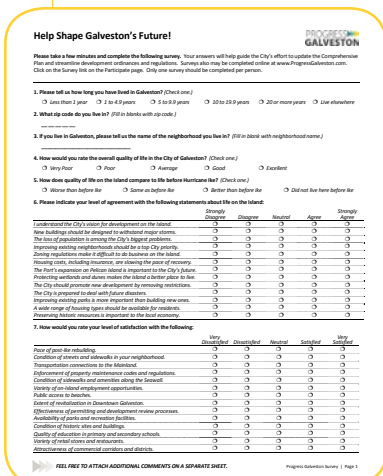 Help Shape Galveston's Future!
PROGRESS
GALVESTON
Please take a few minutes and complete the following survey. Your answers will help guide the City's effort to update the Comprehensive
Plan and streamline development ordinances and regulations. Surveys also may be completed online at www.ProgressGalveston.com.
Click on the Survey link on the Participate page. Only one survey should be completed per person.
1. Please tell us how long you have lived in Galveston? (Check one.)
Less than 1 year 1 to 4.9 years 5 to 9.9 years 10 to 19.9 years 20 or more years Live elsewhere
2. What zip code do you live in? (Fill in blanks with zip code.)
3. If you live in Galveston, please tell us the name of the neighborhood you live in? (Fill in blank with neighborhood name.)
4. How would you rate the overall quality of life in the City of Galveston? (Check one.)
Very Poor Poor Average Good Excellent
5. How does quality of life on the Island compare to before Hurricane Ike? (Check one.)
Worse than before Ike Same as before Ike Better than before Ike Did not live here before Ike
6. Please indicate your level of agreement with the following statements about life on the Island:
Strongly Disagree Disagree Neutral Agree Strongly Agree
I understand the City's vision for development on the Island.
New buildings should be designed to withstand major storms.
The loss of population is among the City's biggest problems.
Improving existing neighborhoods should be a top City priority.
Zoning regulations make it difficult to do business on the Island.
Housing costs, including insurance, are slowing the pace of recovery.
The Port's expansion on Pelican Island is important to the City's future.
Protecting wetlands and dunes makes the Island a better place to live.
The City should promote new development by removing restrictions.
The City is prepared to deal with future disasters.
Improving existing parks is more important than building new ones.
A wide range of housing types should be available for residents.
Preserving historic resources is important to the local economy.
7. How would you rate your level of satisfaction with the following:
Very Dissatisfied Dissatisfied Neutral Satisfied Very Satisfied
Pace of post-Ike rebuilding.
Condition of streets and sidewalks in your neighborhood.
Transportation connections to the Mainland.
Enforcement of property maintenance codes and regulations.
Condition of sidewalks and amenities along the Seawall.
Variety of on-Island employment opportunities.
Public access to beaches.
Extent of revitalization in Downtown Galveston.
Effectiveness of permitting and development review processes.
Availability of parks and recreation facilities.
Condition of historic sites and buildings.
Quality of education in primary and secondary schools.
Variety of retail stores and restaurants.
Attractiveness of commercial corridors and districts.
FEEL FREE TO ATTACH ADDITIONAL COMMENTS ON A SEPARATE SHEET.
Progress Galveston Survey | Page 1